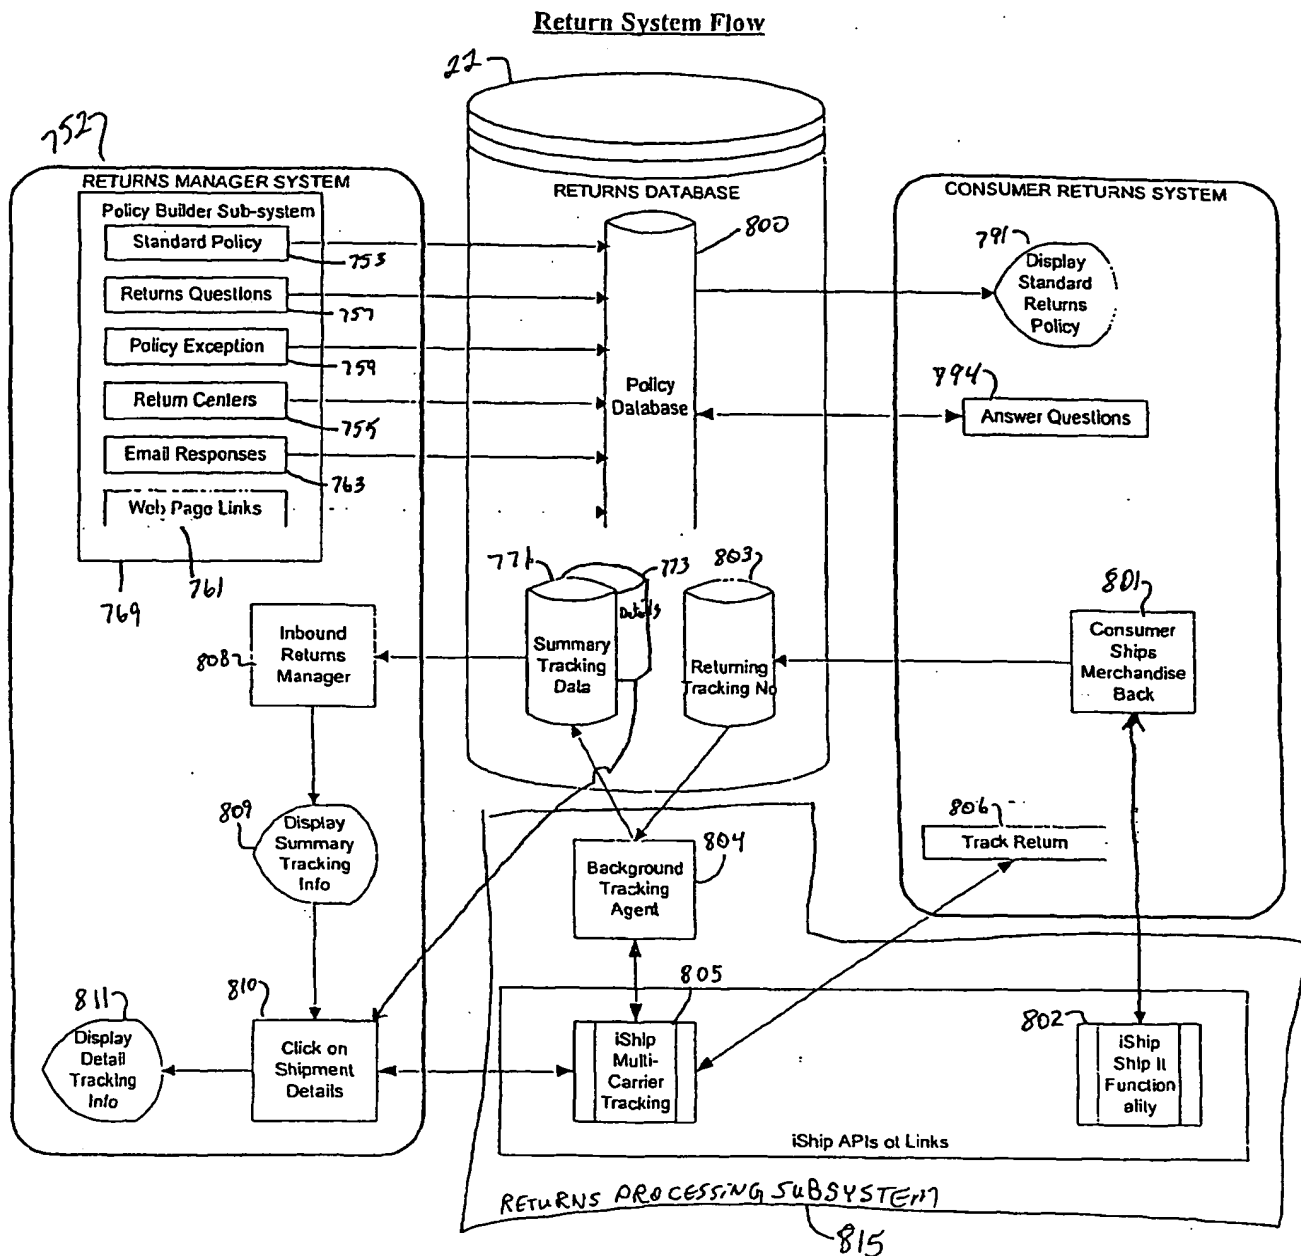 Return System Flow
22
752
RETURNS MANAGER SYSTEM
Policy Builder Sub-system
Standard Policy
753
Returns Questions
757
Policy Exception
759
Return Centers
755
Email Responses
763
Web Page Links
761
769
RETURNS DATABASE
800
Policy
Database
771
773
Details
803
Summary
Tracking
Data
Returning
Tracking No
CONSUMER RETURNS SYSTEM
791
Display
Standard
Returns
Policy
794
Answer Questions
801
Consumer
Ships
Merchandise
Back
806
Track Return
808
Inbound
Returns
Manager
809
Display
Summary
Tracking
Info
810
Click on
Shipment
Details
811
Display
Detail
Tracking
Info
804
Background
Tracking
Agent
805
iShip
Multi-
Carrier
Tracking
802
iShip
Ship It
Function
ality
iShip APIs ot Links
RETURNS PROCESSING SUBSYSTEM
815